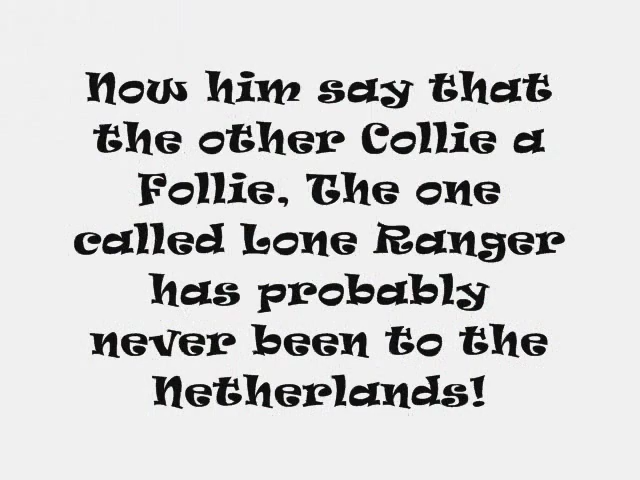 Now him say that
the other Collie a
Follie, The one
called Lone Ranger
has probably
never been to the
Netherlands!